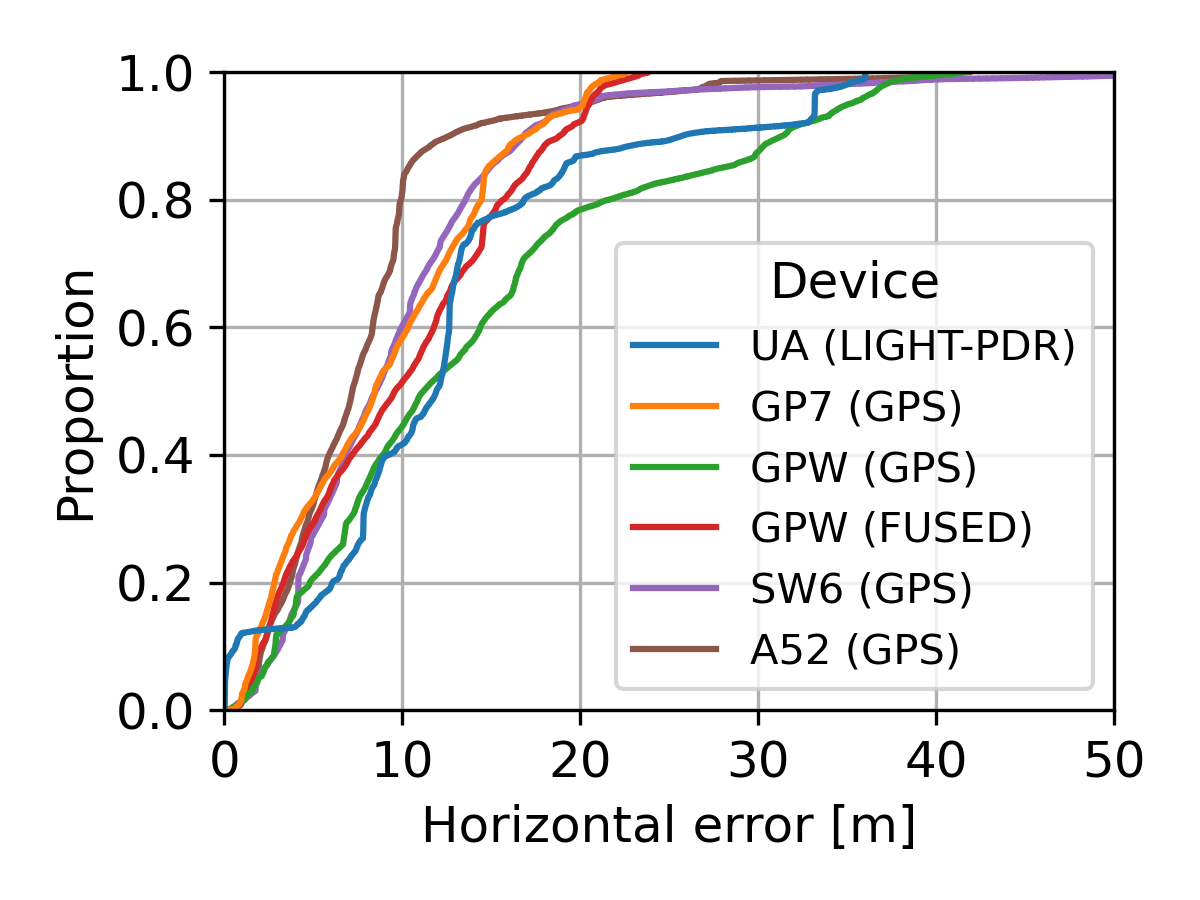 1.0
0.8
0.6
0.4
0.2
0.0
Proportion
0
10
20
30
40
50
Horizontal error [m]
Device
UA (LIGHT-PDR)
GP7 (GPS)
GPW (GPS)
GPW (FUSED)
SW6 (GPS)
A52 (GPS)